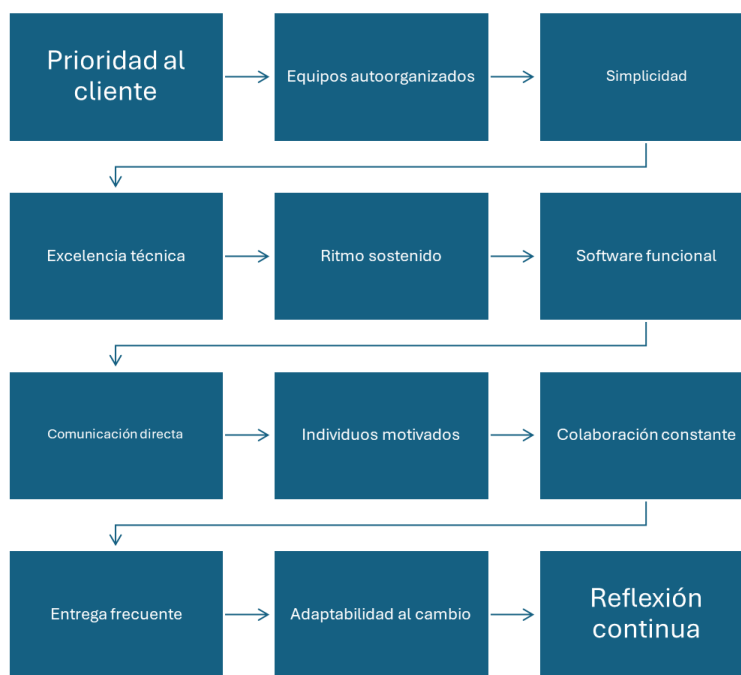 Prioridad al
cliente
Equipos autoorganizados
Simplicidad
Excelencia técnica
Ritmo sostenido
Software funcional
Comunicación directa
Individuos motivados
Colaboración constante
Entrega frecuente
Adaptabilidad al cambio
Reflexión
continua